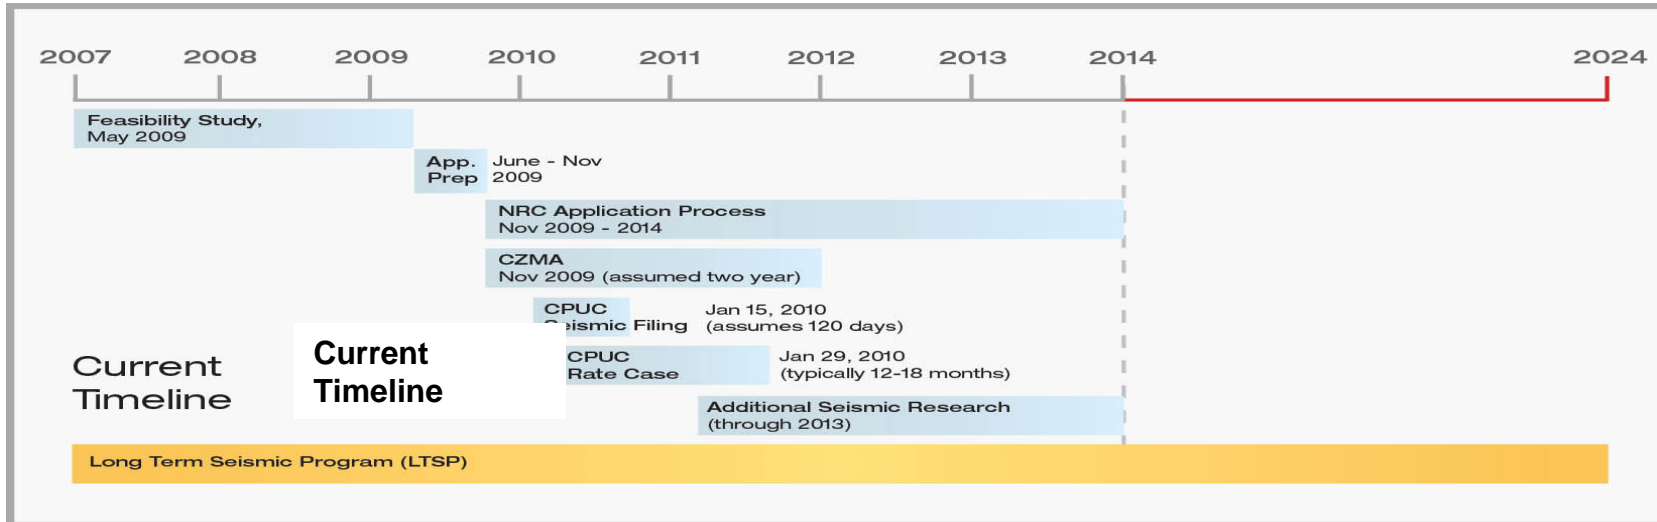 2007 2008 2009 2010 2011 2012 2013 2014 2024
Feasibility Study,
May 2009
App. June - Nov
Prep 2009
NRC Application Process
Nov 2009 - 2014
CZMA
Nov 2009 (assumed two year)
CPUC Jan 15, 2010
Seismic Filing (assumes 120 days)
CPUC Jan 29, 2010
Rate Case (typically 12-18 months)
Current
Timeline
Current
Timeline
Additional Seismic Research
(through 2013)
Long Term Seismic Program (LTSP)